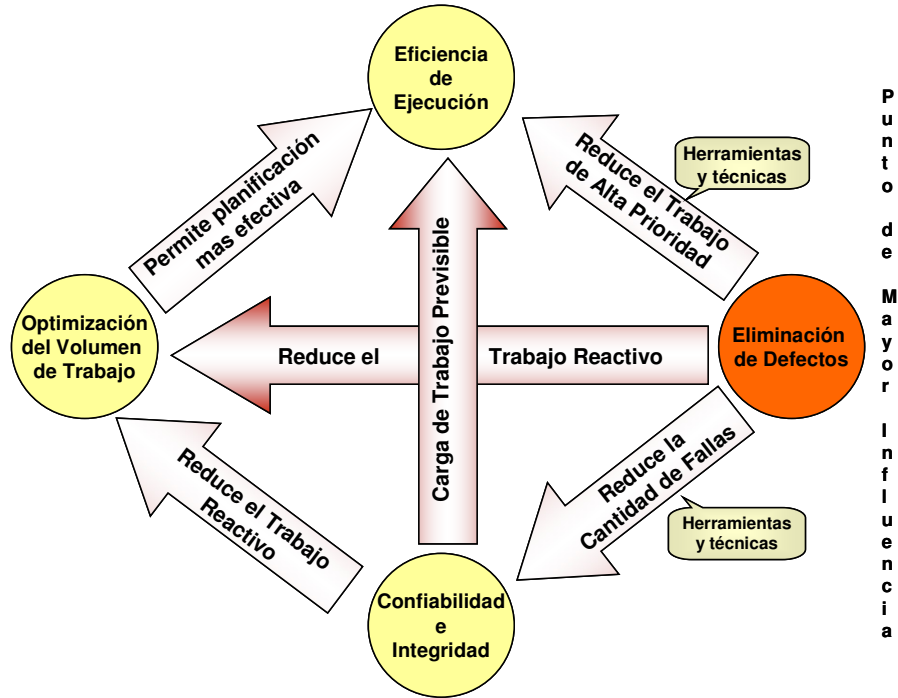 Eficiencia
de
Ejecución
Permite planificación
mas efectiva
Reduce el Trabajo
de Alta Prioridad
Herramientas
y técnicas
Optimización
del Volumen
de Trabajo
Reduce el Trabajo Reactivo
Carga de Trabajo Previsible
Eliminación
de Defectos
Reduce el Trabajo
Reactivo
Reduce la
Cantidad de Fallas
Herramientas
y técnicas
Confiabilidad
e
Integridad
Punto de Mayor Influencia